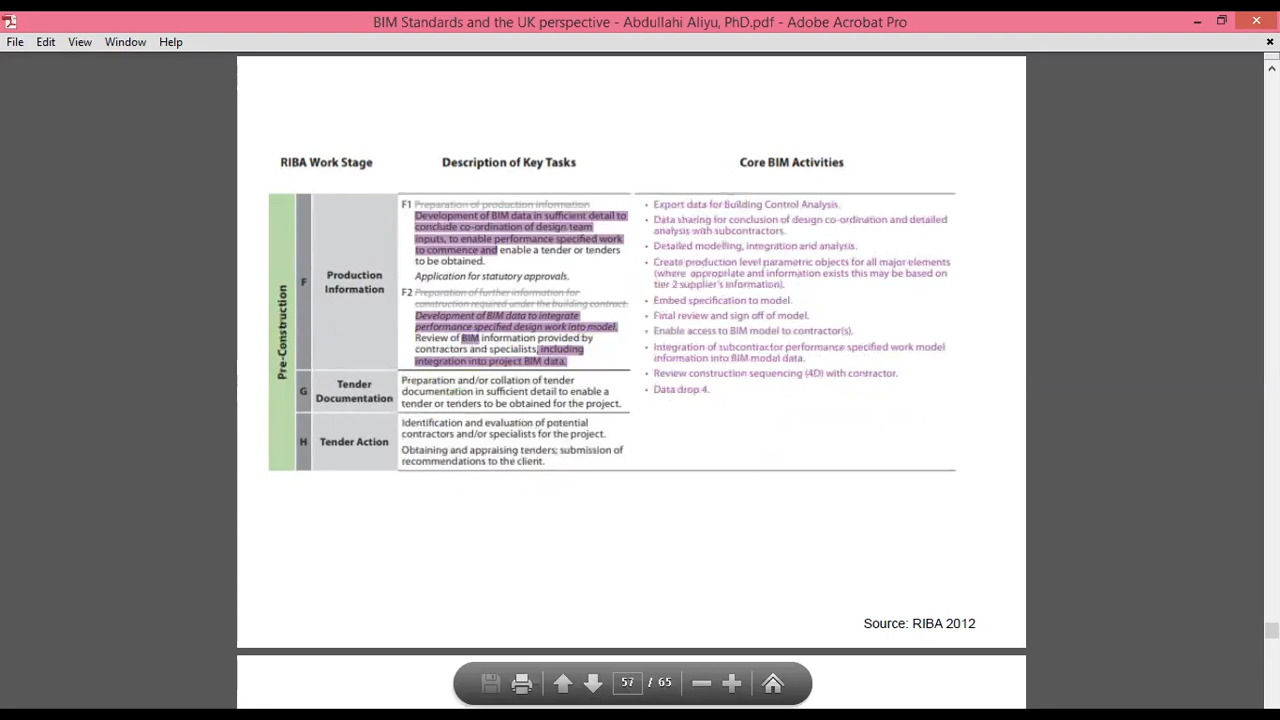 BIM Standards and the UK perspective - Abdullahi Aliyu, PhD.pdf - Adobe Acrobat Pro
File Edit View Window Help
RIBA Work Stage
Description of Key Tasks
Core BIM Activities
Pre-Construction
F
Production
Information
F1 Preparation of production information
Development of BIM data in sufficient detail to
conclude co-ordination of design team
inputs, to enable performance specified work
to commence and enable a tender or tenders
to be obtained.
Application for statutory approvals.
F2 Preparation of further information for
construction required under the building contract.
Development of BIM data to integrate
performance specified design work into model.
Review of BIM information provided by
contractors and specialists, including
integration into project BIM data.
G
Tender
Documentation
Preparation and/or collation of tender
documentation in sufficient detail to enable a
tender or tenders to be obtained for the project.
H
Tender Action
Identification and evaluation of potential
contractors and/or specialists for the project.
Obtaining and appraising tenders; submission of
recommendations to the client.
• Export data for Building Control Analysis.
• Data sharing for conclusion of design co-ordination and detailed
analysis with subcontractors.
• Detailed modelling, integration and analysis.
• Create production level parametric objects for all major elements
(where appropriate and information exists this may be based on
tier 2 supplier's information).
• Embed specification to model.
• Final review and sign off of model.
• Enable access to BIM model to contractor(s).
• Integration of subcontractor performance specified work model
information into BIM modal data.
• Review construction sequencing (4D) with contractor.
• Data drop 4.
Source: RIBA 2012
57 / 65